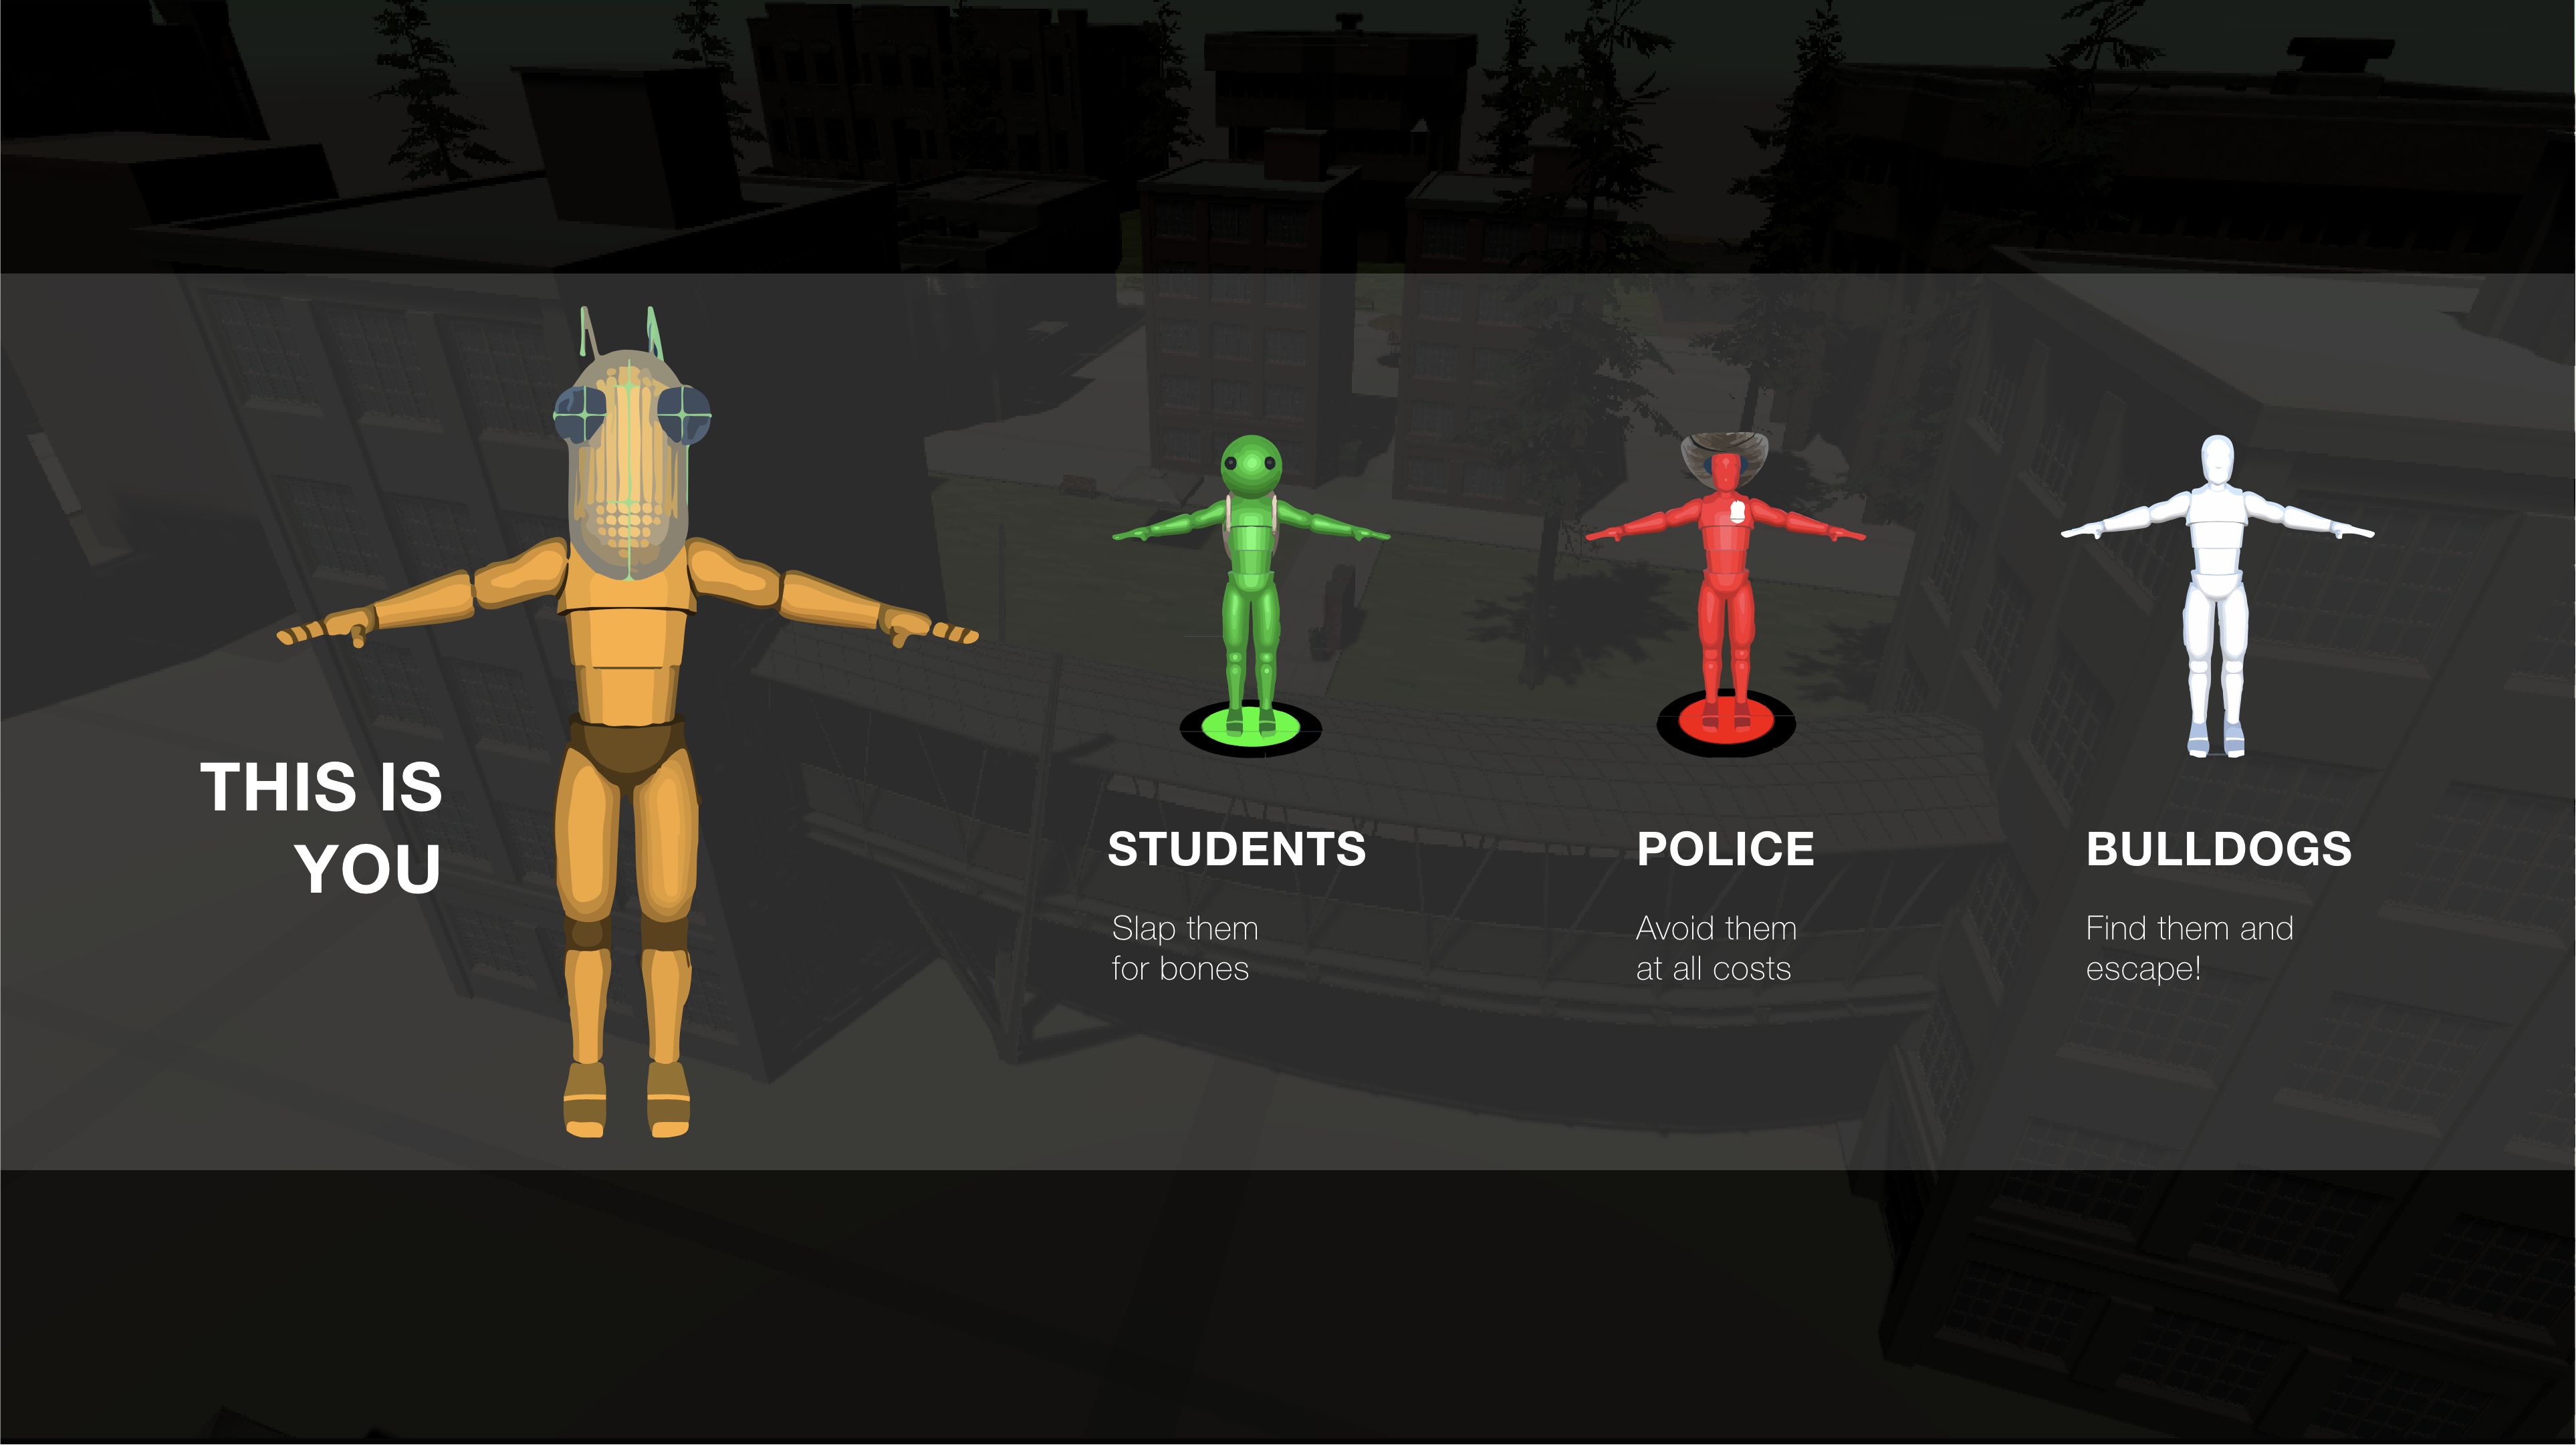 THIS IS
YOU
STUDENTS
Slap them
for bones
POLICE
Avoid them
at all costs
BULLDOGS
Find them and
escape!